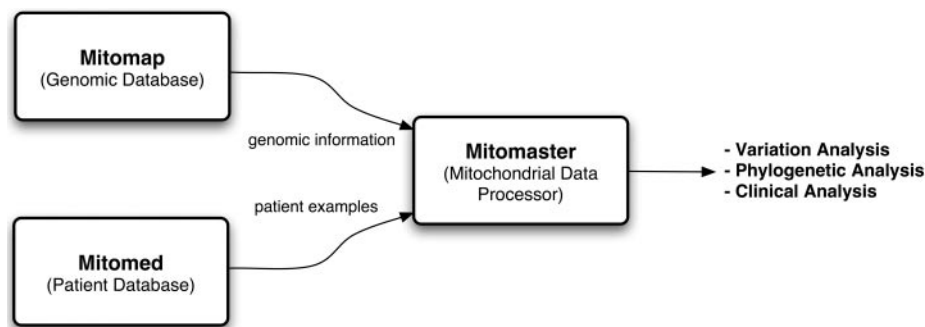 Mitomap
(Genomic Database)
genomic information
Mitomaster
(Mitochondrial Data
Processor)
- Variation Analysis
- Phylogenetic Analysis
- Clinical Analysis
patient examples
Mitomed
(Patient Database)